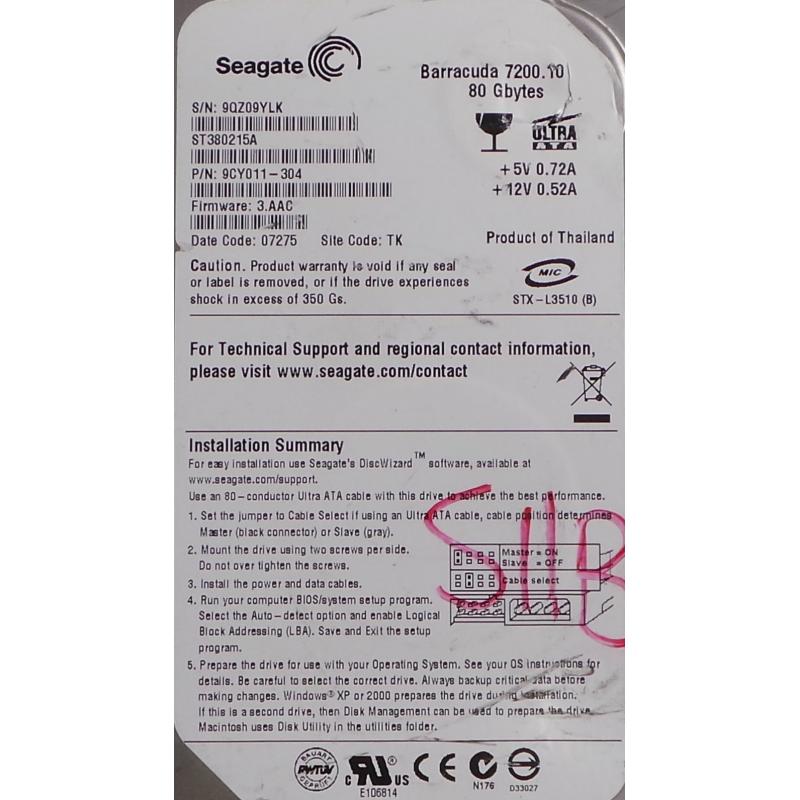 Seagate
Barracuda 7200.10
80 Gbytes
S/N: 9QZ09YLK
ST380215A
ULTRA
ATA
P/N: 9CY011-304
+5V 0.72A
+12V 0.52A
Firmware: 3.AAC
Date Code: 07275 Site Code: TK
Product of Thailand
Caution. Product warranty is void if any seal
or label is removed, or if the drive experiences
shock in excess of 350 Gs.
MIC
STX-L3510 (B)
For Technical Support and regional contact information,
please visit www.seagate.com/contact
Installation Summary
For easy installation use Seagate's DiscWizard™ software, available at
www.seagate.com/support.
Use an 80-conductor Ultra ATA cable with this drive to achieve the best performance.
1. Set the jumper to Cable Select if using an Ultra ATA cable, cable position determines
Master (black connector) or Slave (gray).
2. Mount the drive using two screws per side.
Do not over tighten the screws.
3. Install the power and data cables.
4. Run your computer BIOS/system setup program.
Select the Auto-detect option and enable Logical
Block Addressing (LBA). Save and Exit the setup
program.
Master = ON
Slave = OFF
Cable select
S11B
5. Prepare the drive for use with your Operating System. See your OS instructions for
details. Be careful to select the correct drive. Always backup critical data before
making changes. Windows® XP or 2000 prepares the drive during installation.
If this is a second drive, then Disk Management can be used to prepare the drive.
Macintosh uses Disk Utility in the utilities folder.
BAUART
GEPRÜFT
c RU® US
E106814
CE
N176
D33027